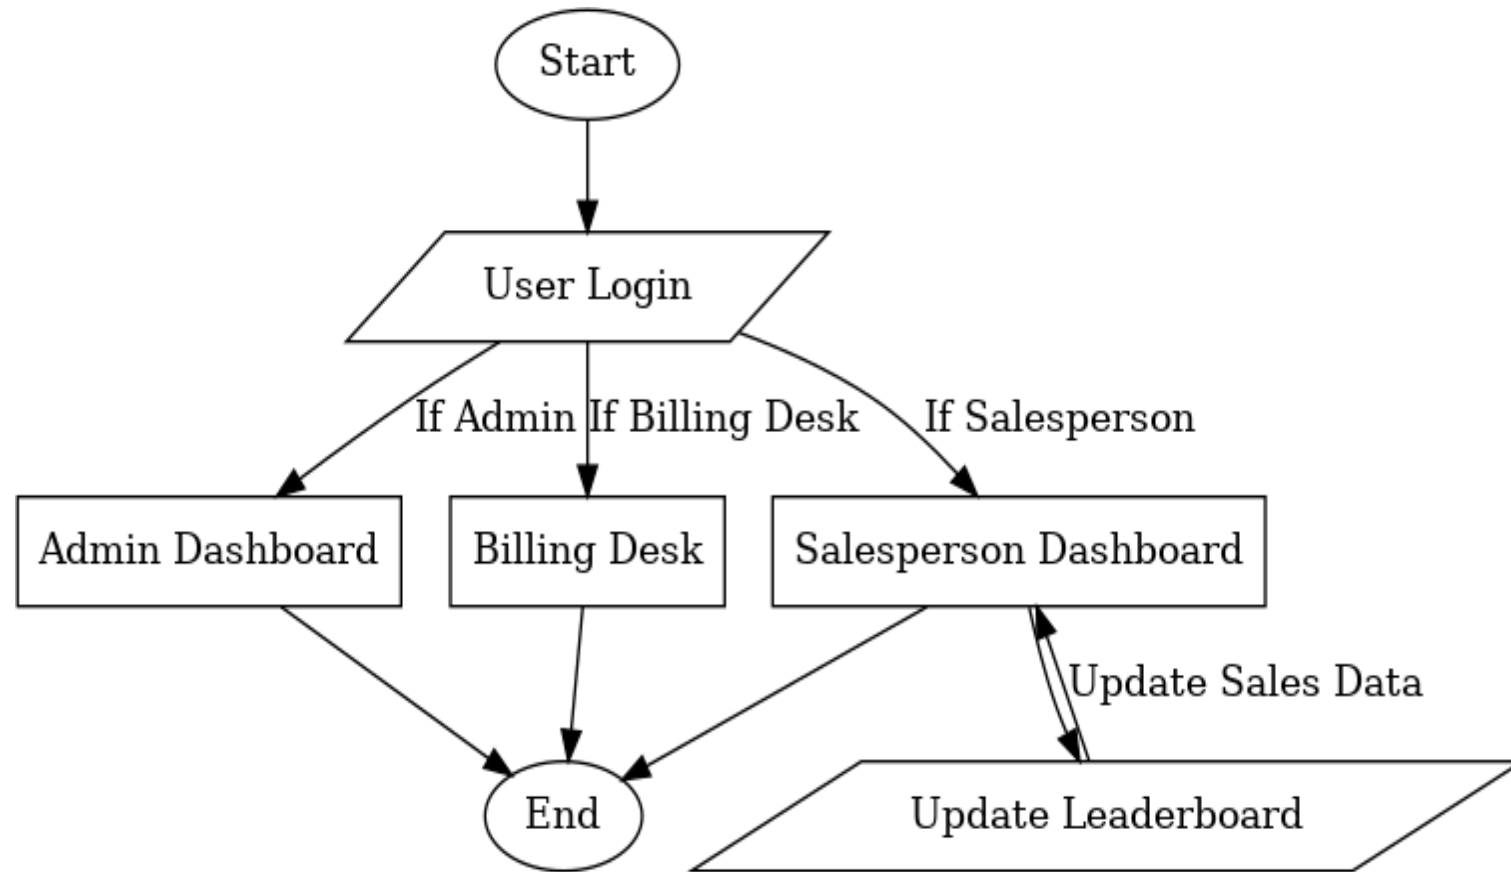 Start
User Login
If Admin
If Billing Desk
If Salesperson
Admin Dashboard
Billing Desk
Salesperson Dashboard
Update Sales Data
End
Update Leaderboard